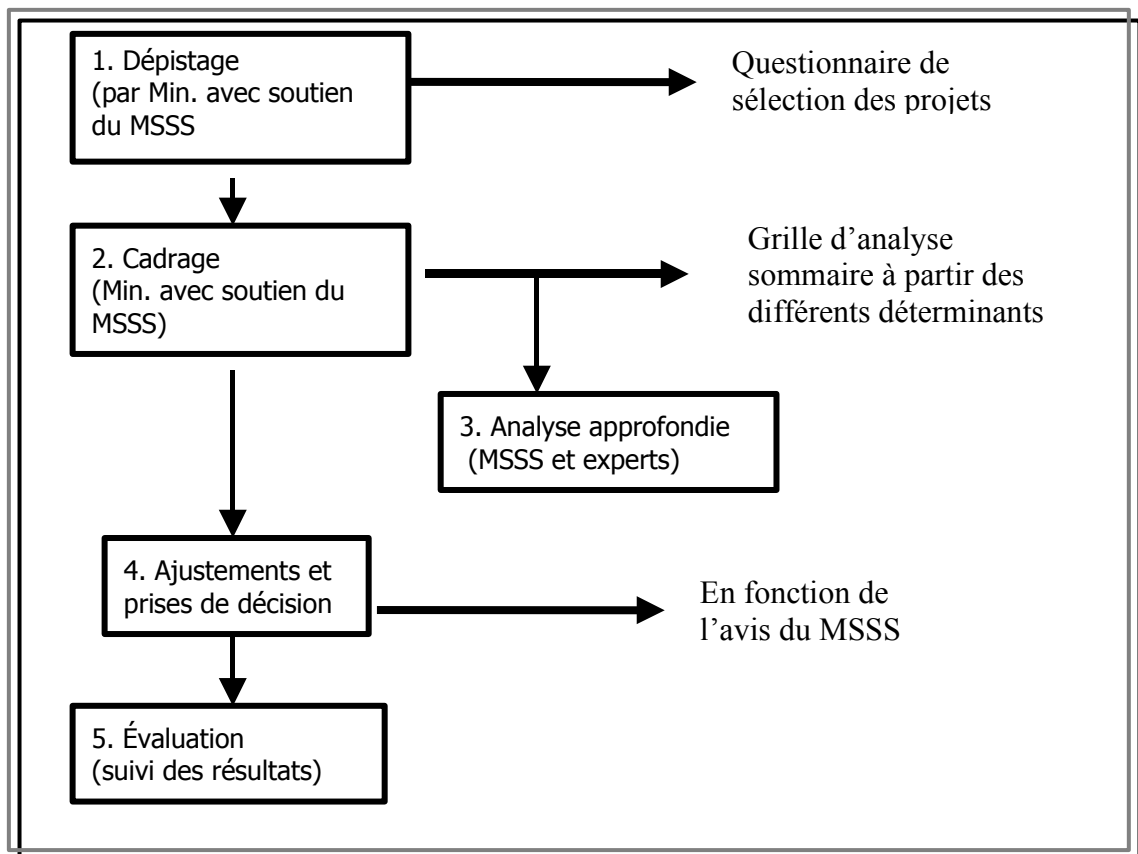 1. Dépistage
(par Min. avec soutien
du MSSS
Questionnaire de
sélection des projets
2. Cadrage
(Min. avec soutien du
MSSS)
Grille d’analyse
sommaire à partir des
différents déterminants
3. Analyse approfondie
(MSSS et experts)
4. Ajustements et
prises de décision
En fonction de
l’avis du MSSS
5. Évaluation
(suivi des résultats)